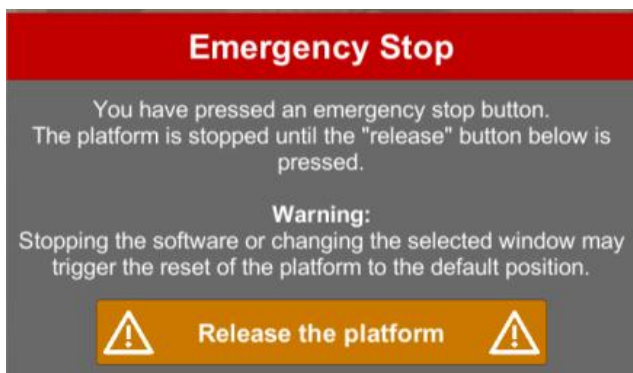 Emergency Stop
You have pressed an emergency stop button.
The platform is stopped until the "release" button below is
pressed.
Warning:
Stopping the software or changing the selected window may
trigger the reset of the platform to the default position.
Release the platform